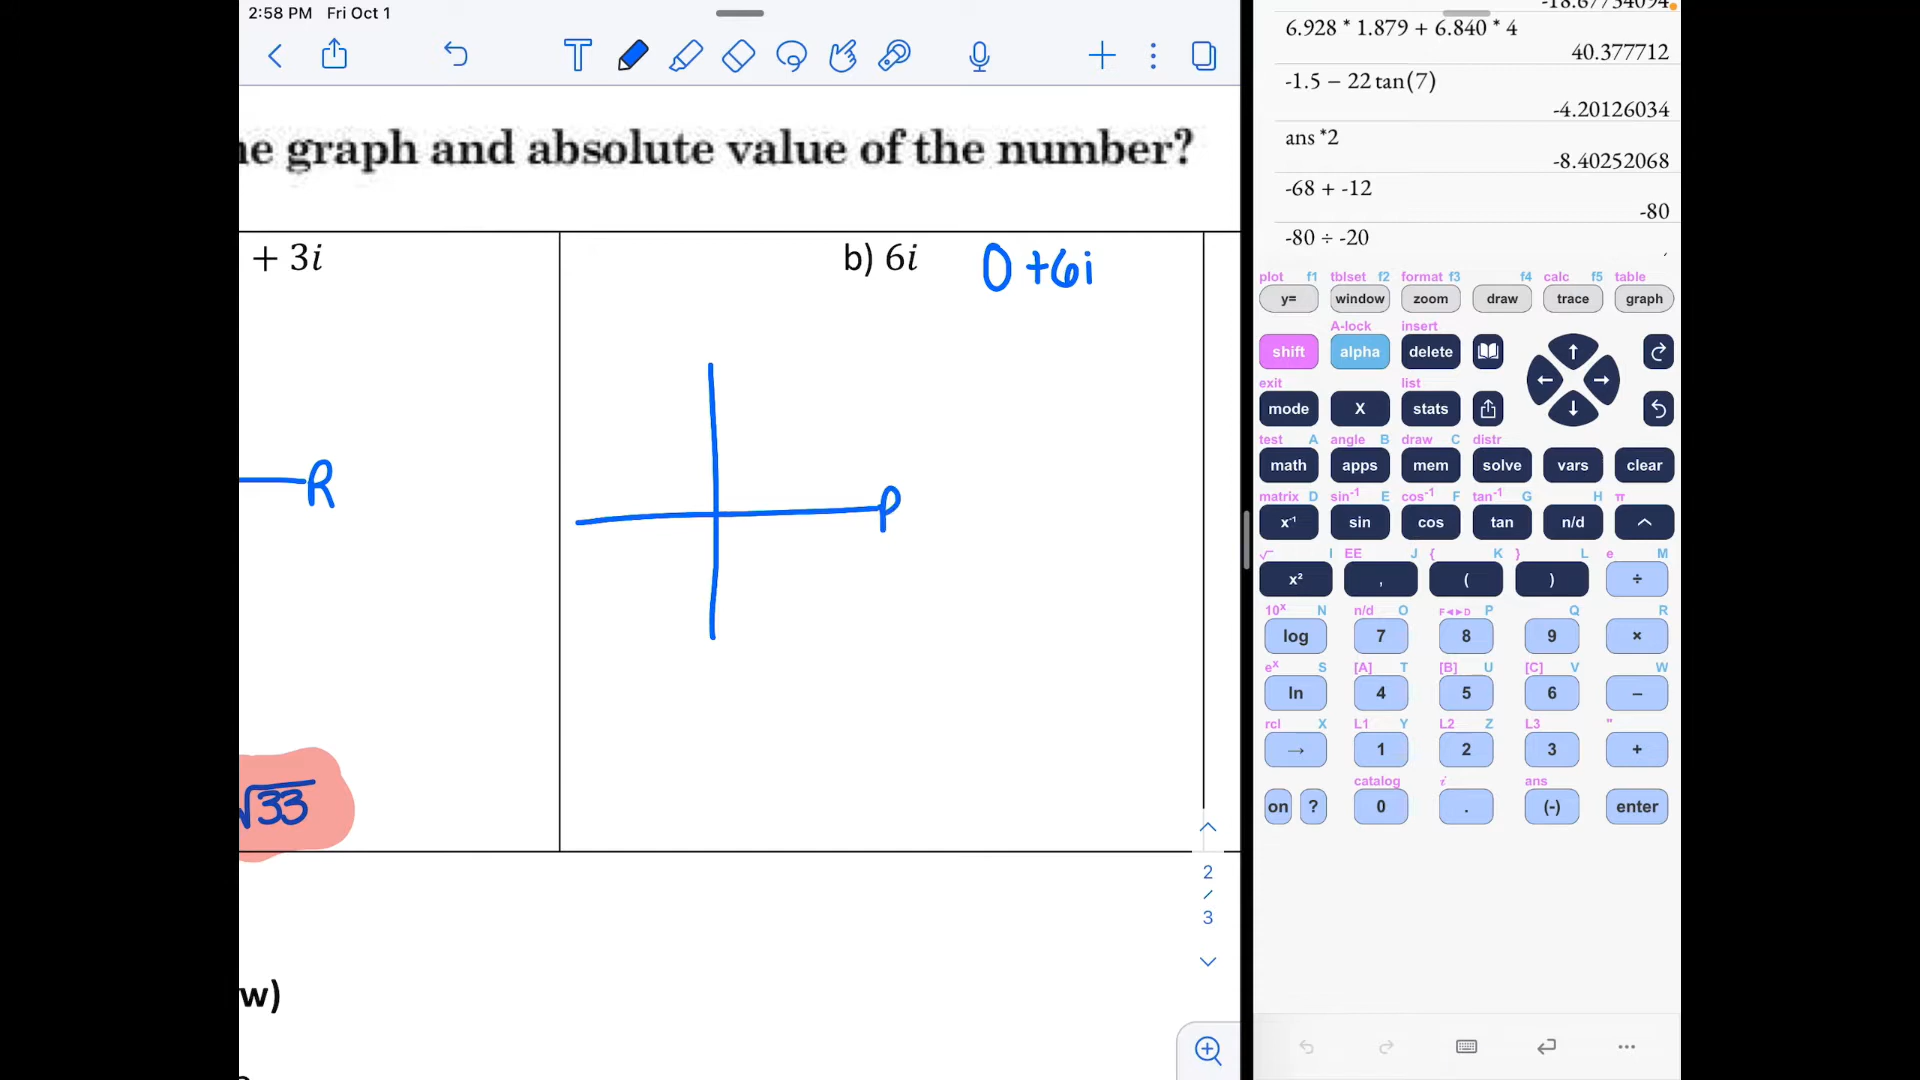 2:58 PM Fri Oct 1
T
he graph and absolute value of the number?
+ 3i
b) 6i 0 + 6i
R
P
√33
2
/
3
w)
-18.67734094
6.928 * 1.879 + 6.840 * 4
40.377712
-1.5 − 22 tan(7)
-4.20126034
ans *2
-8.40252068
-68 + -12
-80
-80 ÷ -20
plot f1 tblset f2 format f3 f4 calc f5 table
y= window zoom draw trace graph
A-lock insert
shift alpha delete
exit list
mode X stats
test A angle B draw C distr
math apps mem solve vars clear
matrix D sin⁻¹ E cos⁻¹ F tan⁻¹ G H π
x⁻¹ sin cos tan n/d ^
√ I EE J { K } L e M
x² , ( ) ÷
10ˣ N n/d O F◄►D P Q R
log 7 8 9 ×
eˣ S [A] T [B] U [C] V W
ln 4 5 6 −
rcl X L1 Y L2 Z L3 "
→ 1 2 3 +
catalog i ans
on ? 0 . (-) enter